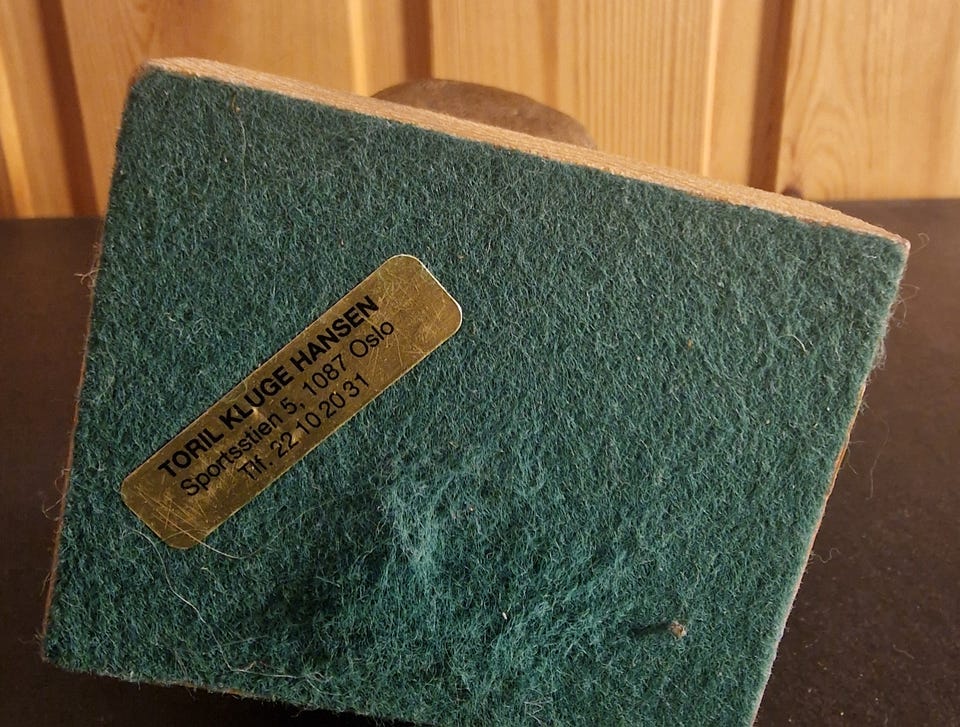 TORIL KLUGE HANSEN
Sportsstien 5, 1087 Oslo
Tlf. 22 10 20 31